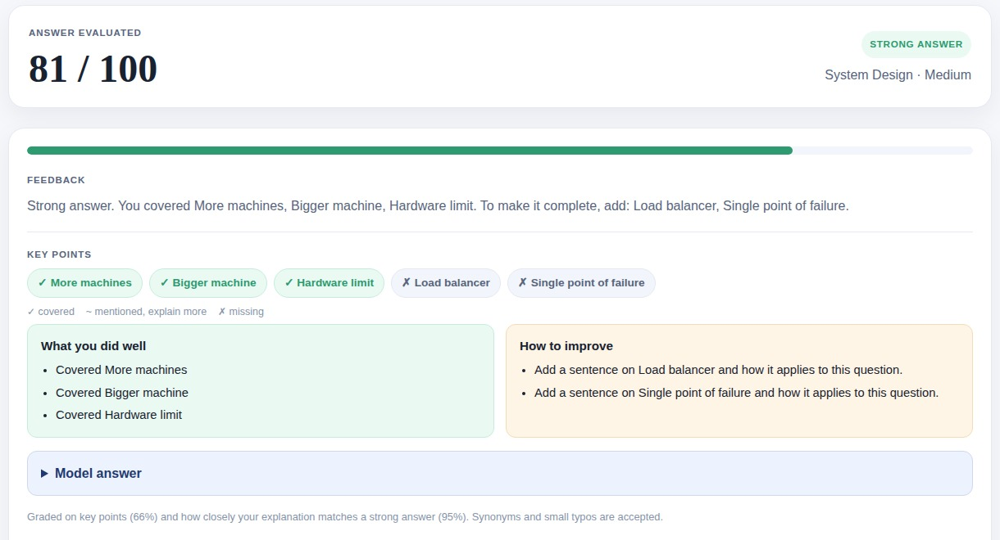 ANSWER EVALUATED
81 / 100
STRONG ANSWER
System Design · Medium
FEEDBACK
Strong answer. You covered More machines, Bigger machine, Hardware limit. To make it complete, add: Load balancer, Single point of failure.
KEY POINTS
✓ More machines ✓ Bigger machine ✓ Hardware limit ✗ Load balancer ✗ Single point of failure
✓ covered ~ mentioned, explain more ✗ missing
What you did well
• Covered More machines
• Covered Bigger machine
• Covered Hardware limit
How to improve
• Add a sentence on Load balancer and how it applies to this question.
• Add a sentence on Single point of failure and how it applies to this question.
▶ Model answer
Graded on key points (66%) and how closely your explanation matches a strong answer (95%). Synonyms and small typos are accepted.